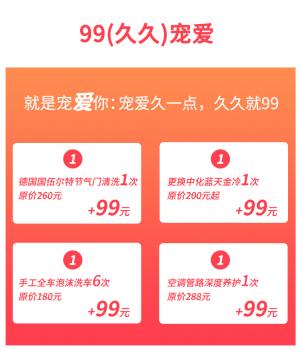 99(久久)宠爱
就是宠爱你：宠爱久一点，久久就99
1
德国国伍尔特节气门清洗1次
原价260元
+99元
1
更换中化蓝天金冷1次
原价200元起
+99元
1
手工全车泡沫洗车6次
原价180元
+99元
1
空调管路深度养护1次
原价288元
+99元